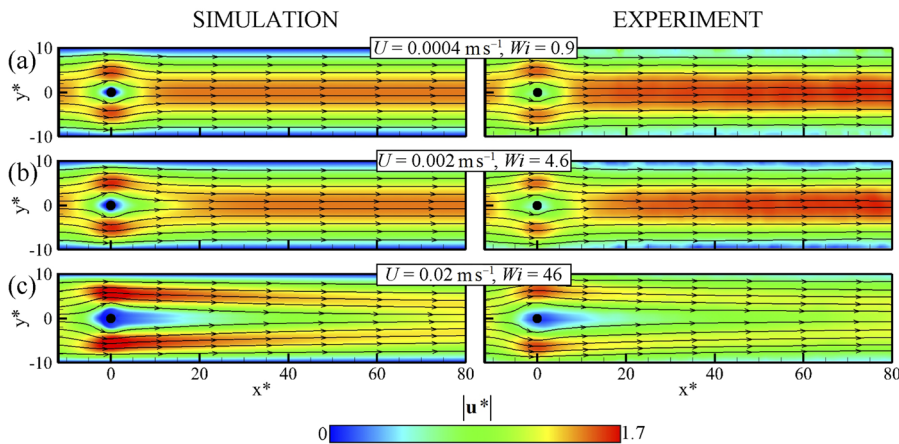 SIMULATION EXPERIMENT
(a) 10 U = 0.0004 m s⁻¹, Wi = 0.9
y* 0
-10
(b) 10 U = 0.002 m s⁻¹, Wi = 4.6
y* 0
-10
(c) 10 U = 0.02 m s⁻¹, Wi = 46
y* 0
-10
0 20 40 60 80 0 20 40 60 80
x* x*
|u*|
0 1.7